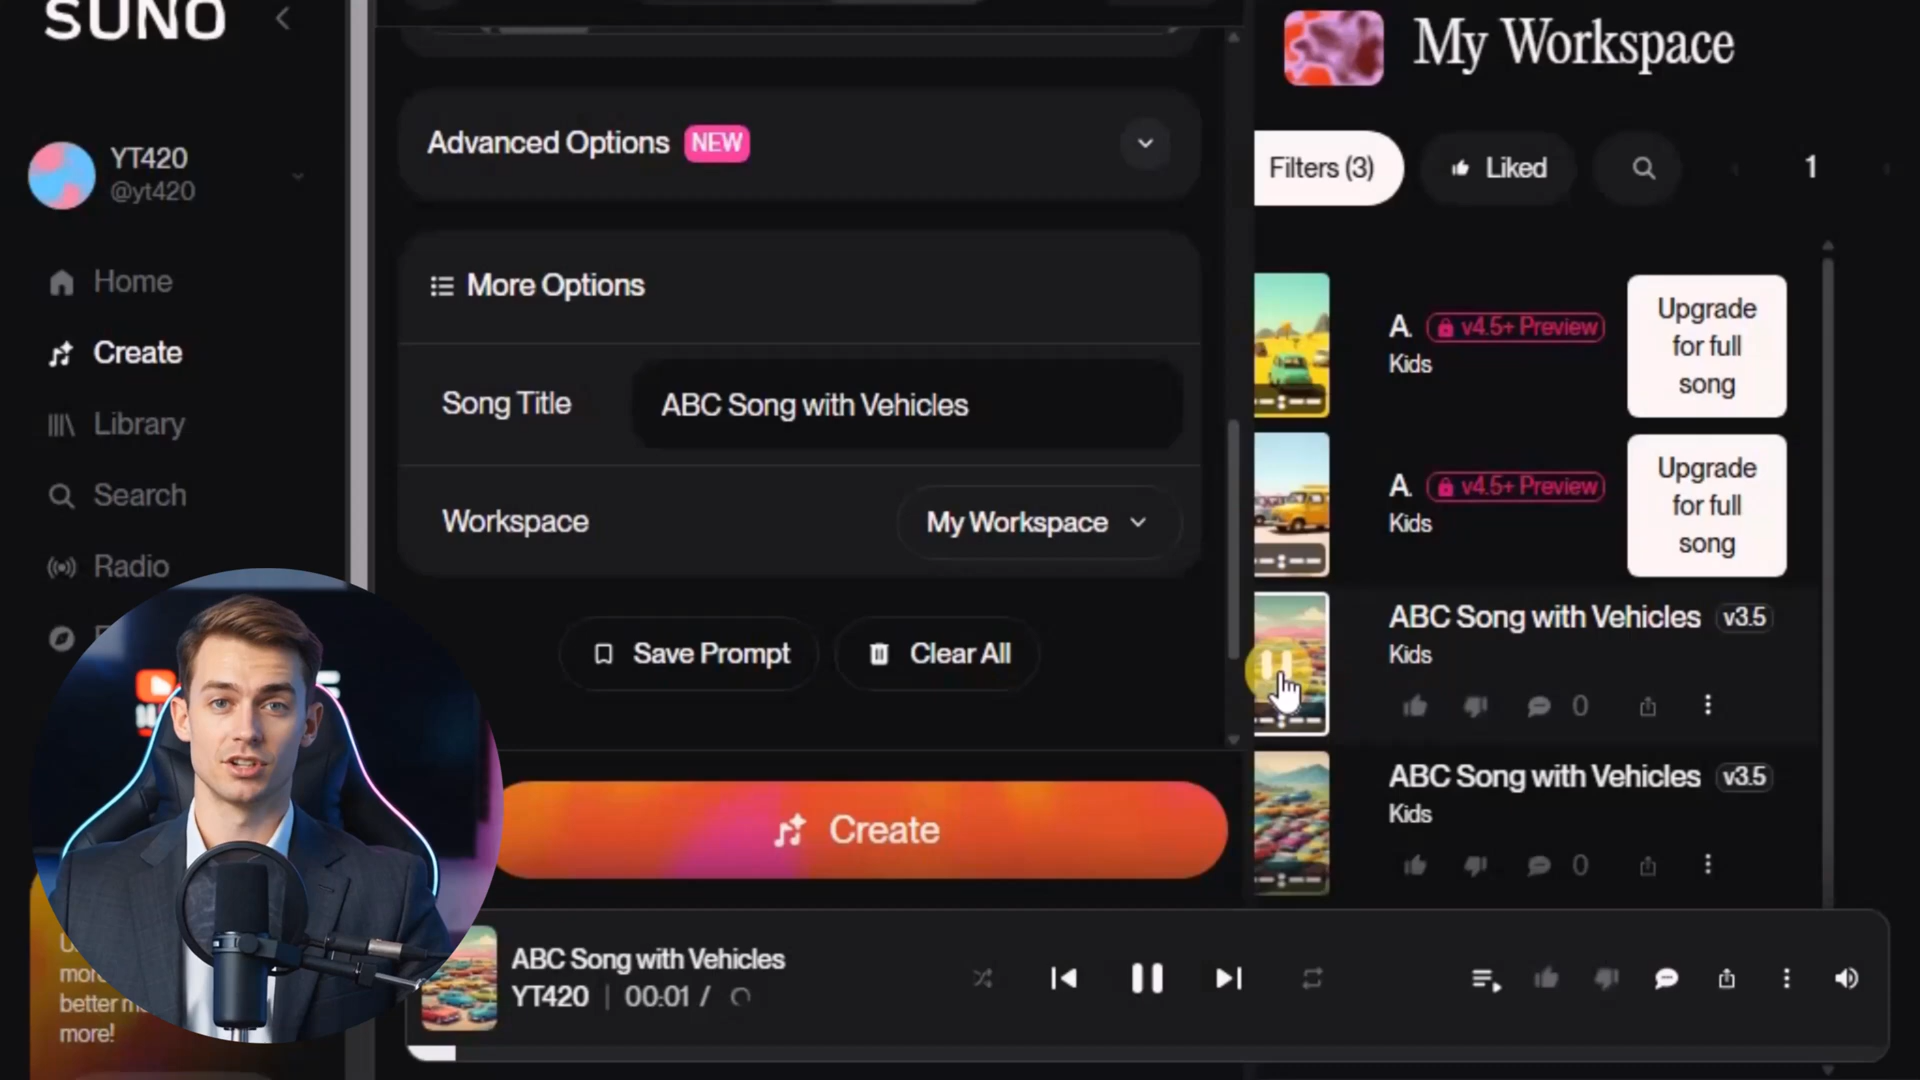 SUNO
YT420
@yt420
Home
Create
Library
Search
Radio
more
better
more!
Advanced Options NEW
More Options
Song Title
ABC Song with Vehicles
Workspace
My Workspace
Save Prompt
Clear All
Create
My Workspace
Filters (3)
Liked
1
A. v4.5+ Preview
Kids
Upgrade
for full
song
A. v4.5+ Preview
Kids
Upgrade
for full
song
ABC Song with Vehicles v3.5
Kids
0
ABC Song with Vehicles v3.5
Kids
0
ABC Song with Vehicles
YT420 | 00:01 /